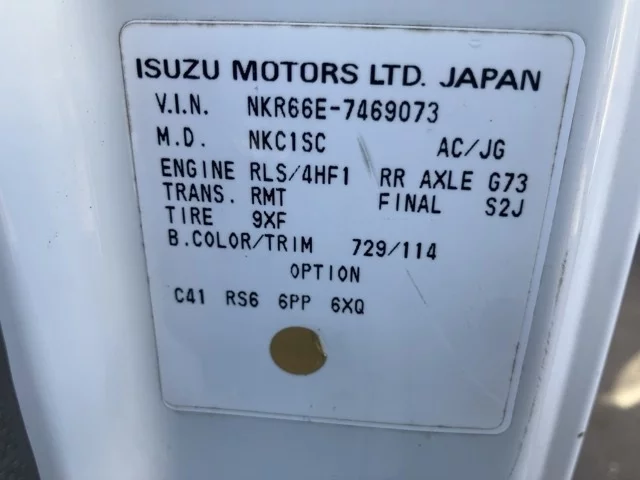 ISUZU MOTORS LTD. JAPAN
V.I.N. NKR66E-7469073
M.D. NKC1SC AC/JG
ENGINE RLS/4HF1 RR AXLE G73
TRANS. RMT FINAL S2J
TIRE 9XF
B.COLOR/TRIM 729/114
OPTION
C41 RS6 6PP 6XQ